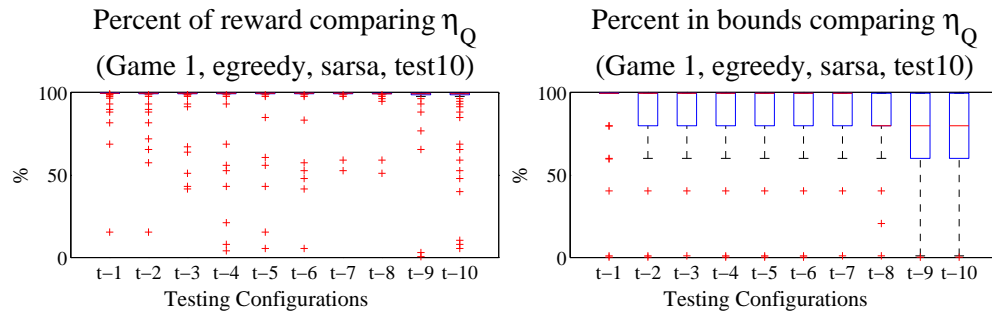 Percent of reward comparing η_Q
(Game 1, egreedy, sarsa, test10)
100
50
0
%
t−1 t−2 t−3 t−4 t−5 t−6 t−7 t−8 t−9 t−10
Testing Configurations
Percent in bounds comparing η_Q
(Game 1, egreedy, sarsa, test10)
100
50
0
%
t−1 t−2 t−3 t−4 t−5 t−6 t−7 t−8 t−9 t−10
Testing Configurations